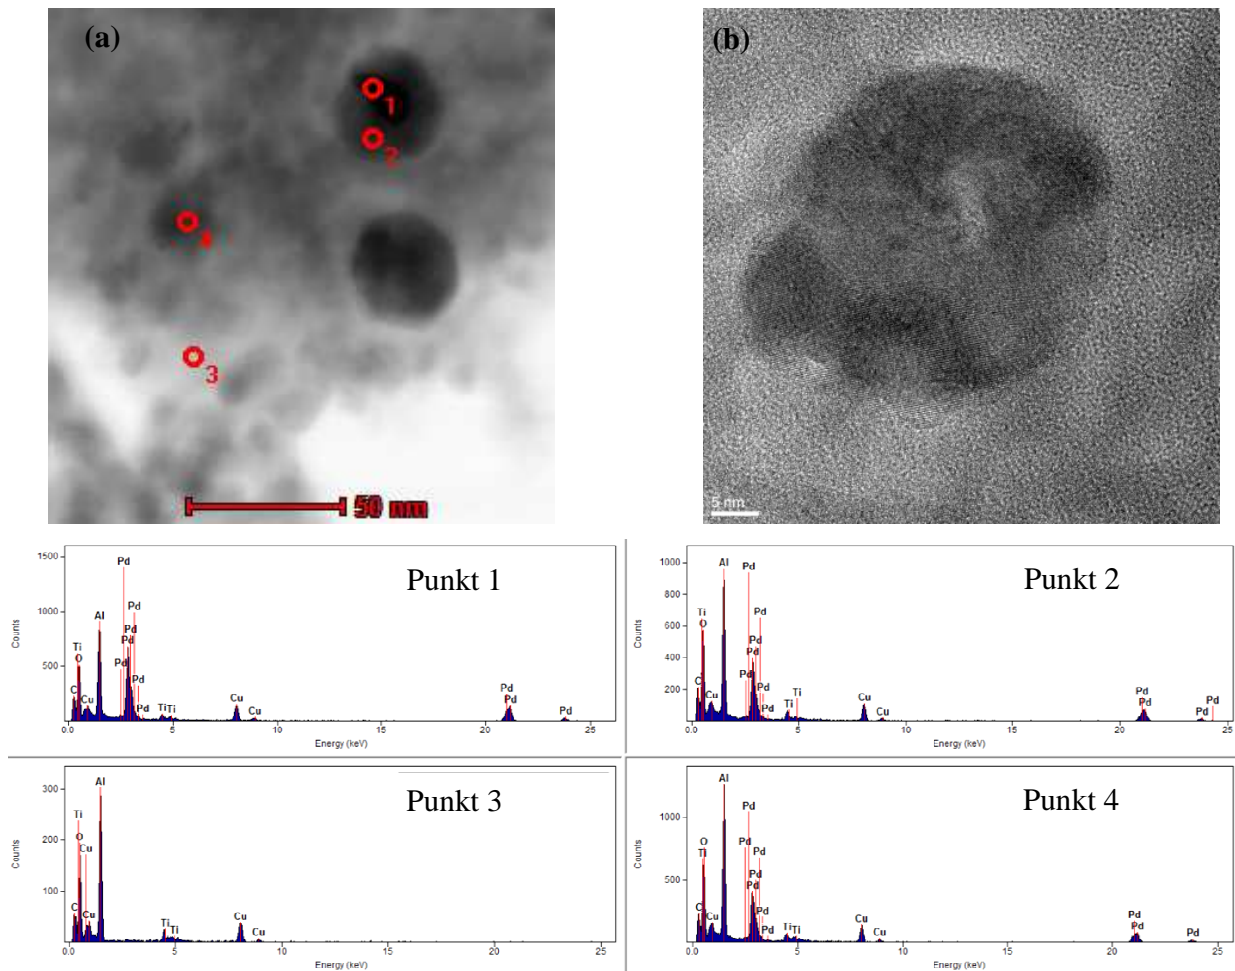 (a)
1
2
4
3
50 nm
(b)
5 nm
Punkt 1
1500
1000
500
Counts
Pd
Pd
Al
Pd
Pd
Ti
O
Pd
Pd
C
Cu
Pd
Ti
Ti
Cu
Cu
Pd
Pd
Pd
0.0 5 10 15 20 25
Energy (keV)
Punkt 2
1000
800
600
400
200
Counts
Al
Pd
Ti
O
Pd
Pd
Pd
Pd
Pd
C
Cu
Pd
Ti
Ti
Cu
Cu
Pd
Pd
Pd
Pd
0.0 5 10 15 20 25
Energy (keV)
Punkt 3
300
200
100
Counts
Al
Ti
O
Cu
C
Cu
Ti
Ti
Cu
Cu
0.0 5 10 15 20 25
Energy (keV)
Punkt 4
1000
500
Counts
Al
Pd
O
Ti
Pd
Pd
Pd
Pd
Pd
C
Cu
Pd
Ti
Ti
Cu
Cu
Pd
Pd
Pd
0.0 5 10 15 20 25
Energy (keV)